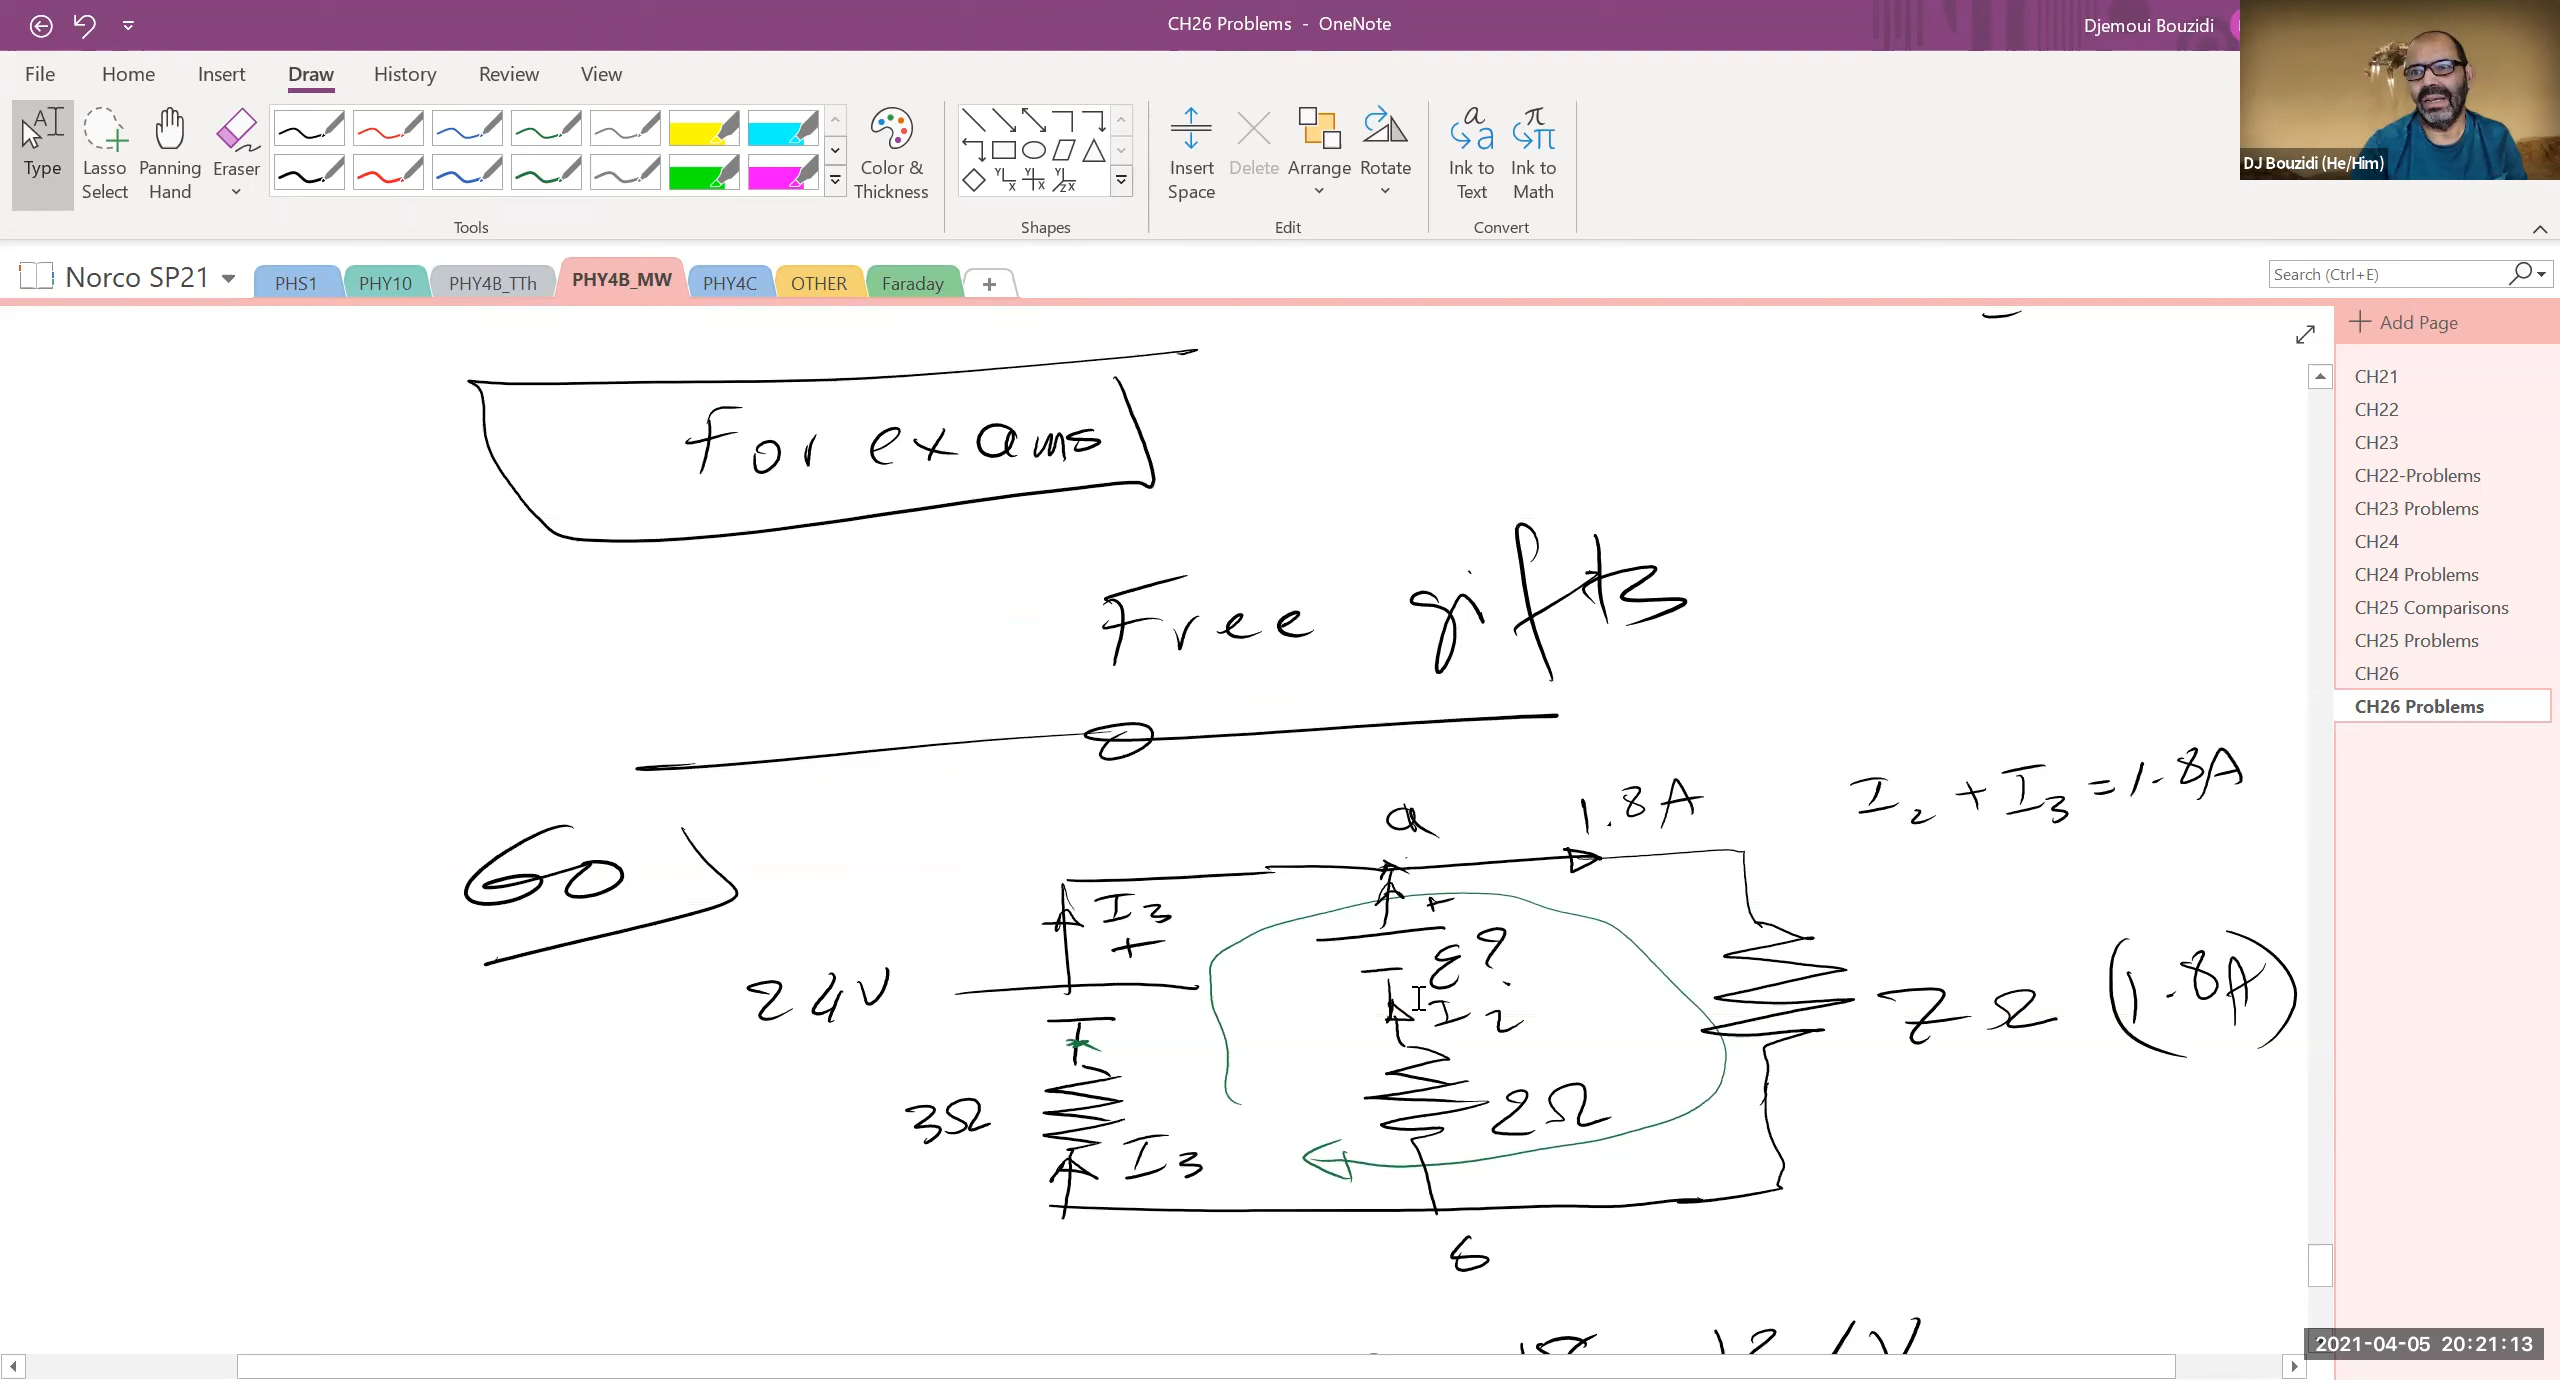 CH26 Problems - OneNote
Djemoui Bouzidi
File Home Insert Draw History Review View
Type
Lasso Select
Panning Hand
Eraser
Color & Thickness
Insert Space
Delete
Arrange
Rotate
Ink to Text
Ink to Math
Tools Shapes Edit Convert
DJ Bouzidi (He/Him)
Norco SP21 PHS1 PHY10 PHY4B_TTh PHY4B_MW PHY4C OTHER Faraday +
Search (Ctrl+E)
Add Page
CH21
CH22
CH23
CH22-Problems
CH23 Problems
CH24
CH24 Problems
CH25 Comparisons
CH25 Problems
CH26
CH26 Problems
For exams
Free gifts
60)
a
1.8A
I₂ + I₃ = 1.8A
I₃
+
+
24V
ε?
I₂
7Ω (1.8A)
3Ω
2Ω
I₃
b
2021-04-05 20:21:13